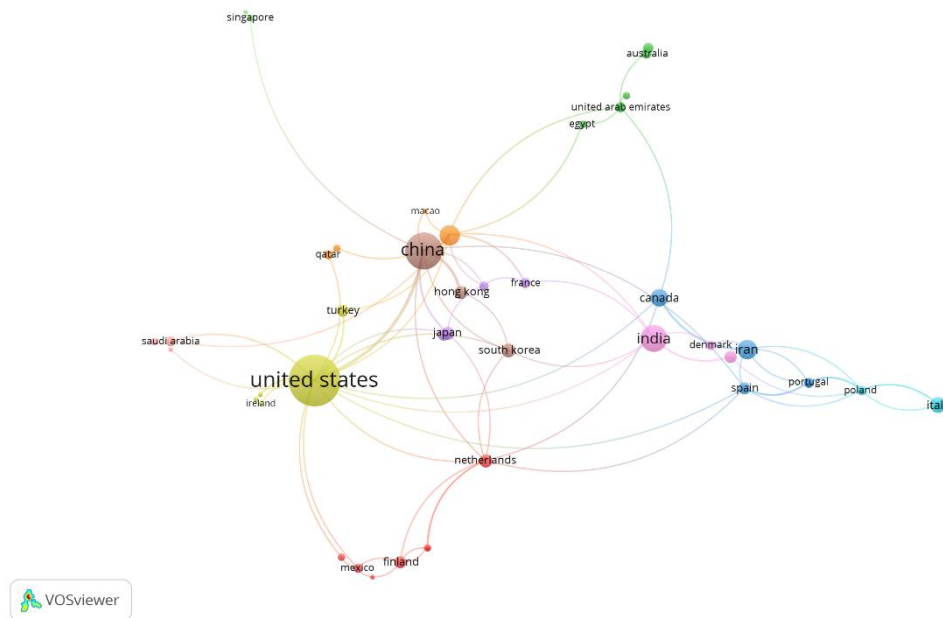 singapore
australia
united arab emirates
egypt
macao
china
qatar
hong kong
france
canada
turkey
japan
india
saudi arabia
south korea
denmark
iran
united states
spain
portugal
poland
ireland
ital
netherlands
mexico
finland
VOSviewer